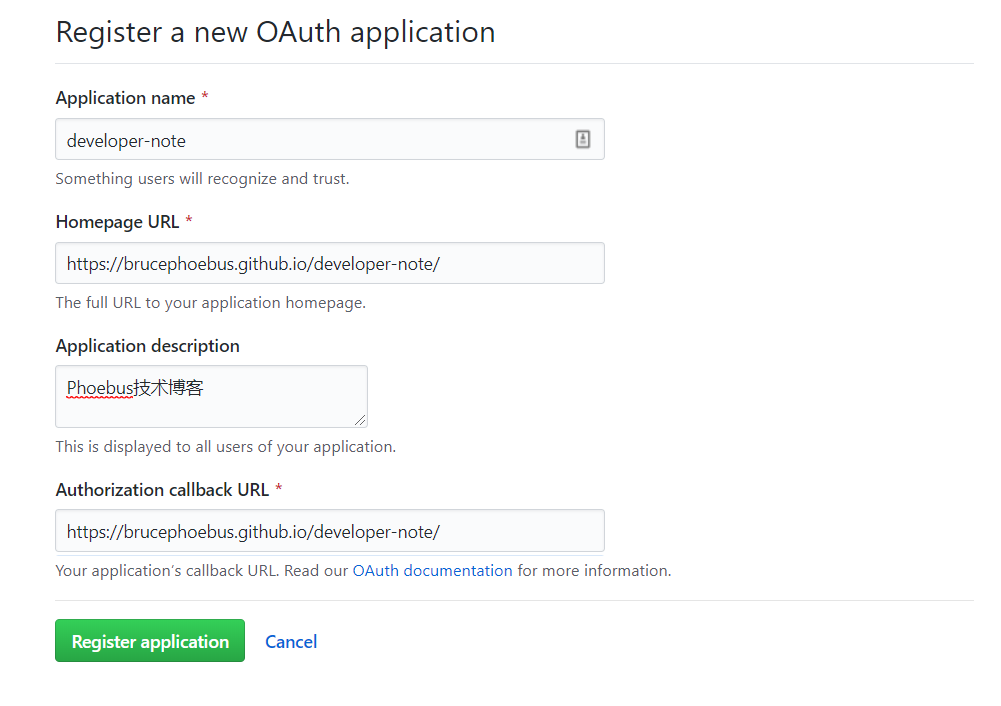 Register a new OAuth application
Application name *
developer-note
Something users will recognize and trust.
Homepage URL *
https://brucephoebus.github.io/developer-note/
The full URL to your application homepage.
Application description
Phoebus技术博客
This is displayed to all users of your application.
Authorization callback URL *
https://brucephoebus.github.io/developer-note/
Your application’s callback URL. Read our OAuth documentation for more information.
Register application Cancel